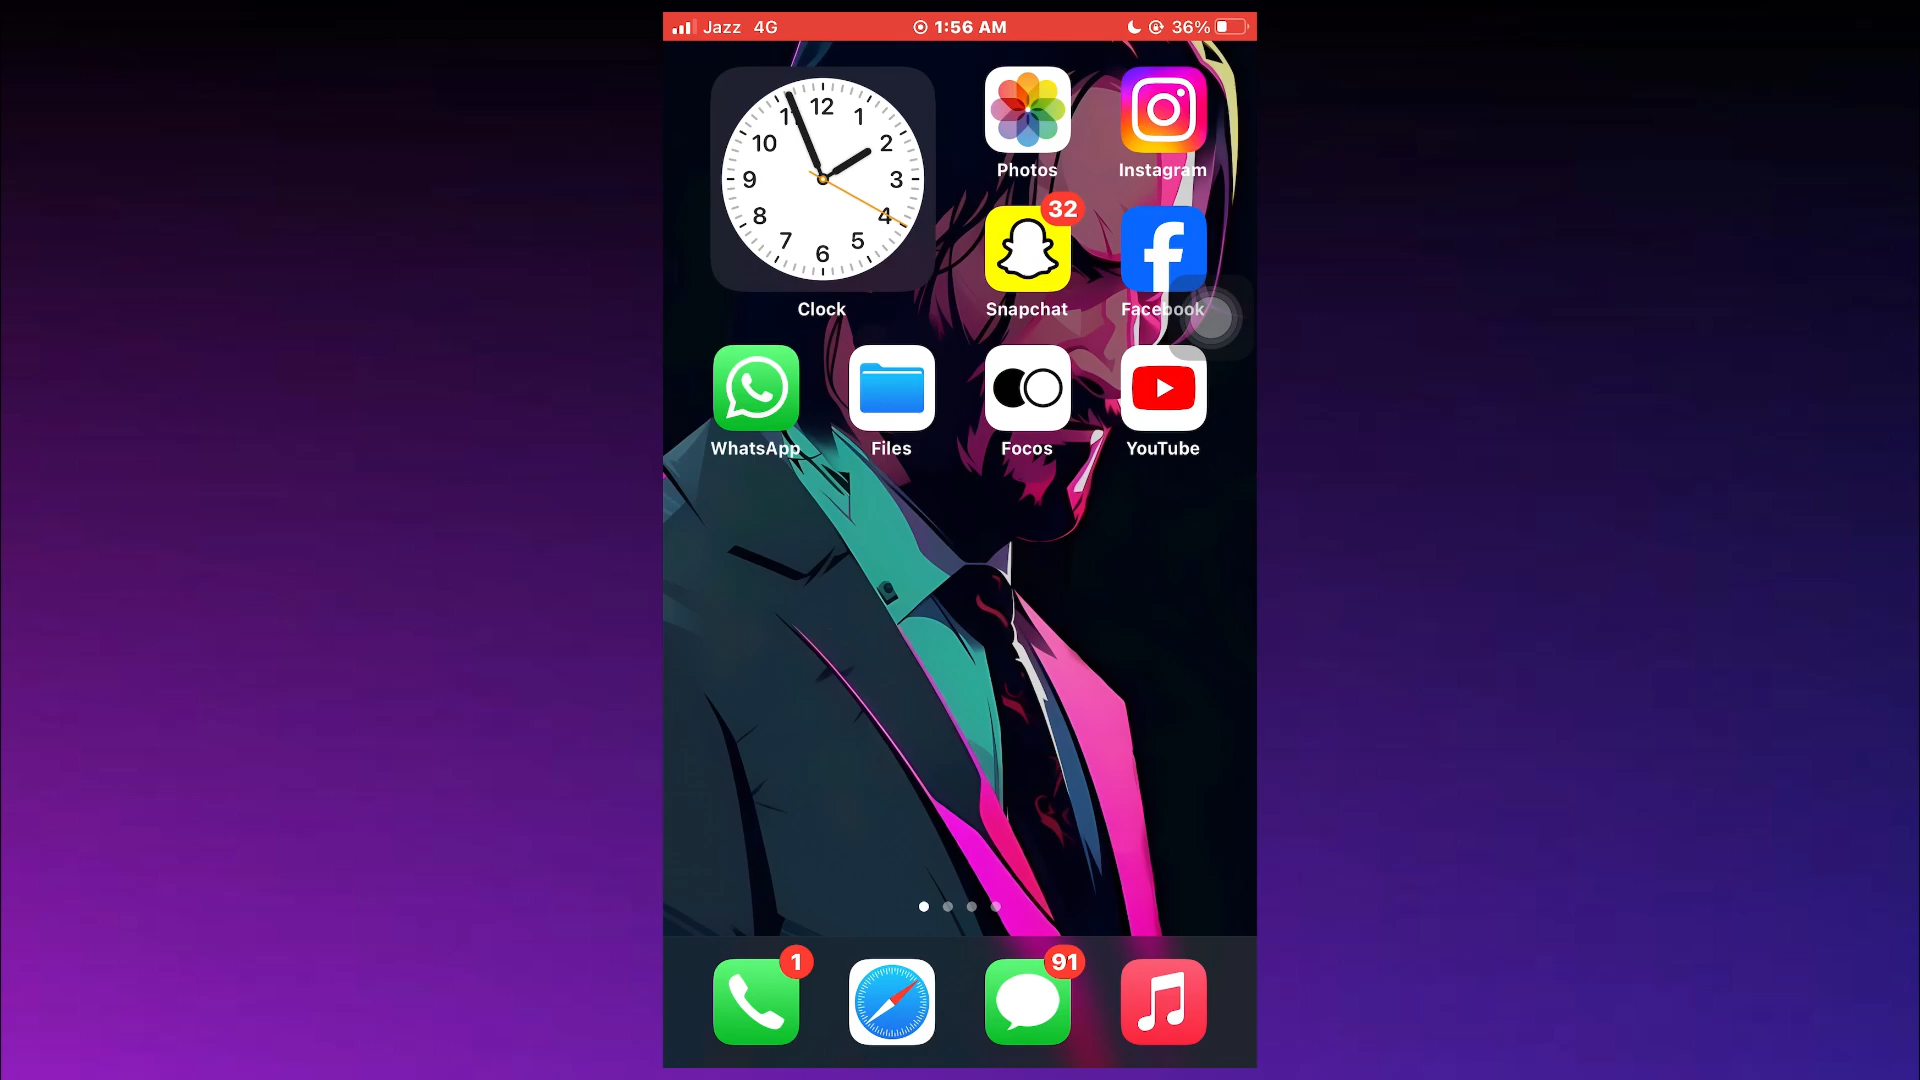 Jazz 4G 1:56 AM 36%
12
11
1
10
2
9
3
8
4
7
5
6
Clock
Photos
Instagram
32
Snapchat
Facebook
WhatsApp
Files
Focos
YouTube
1
91